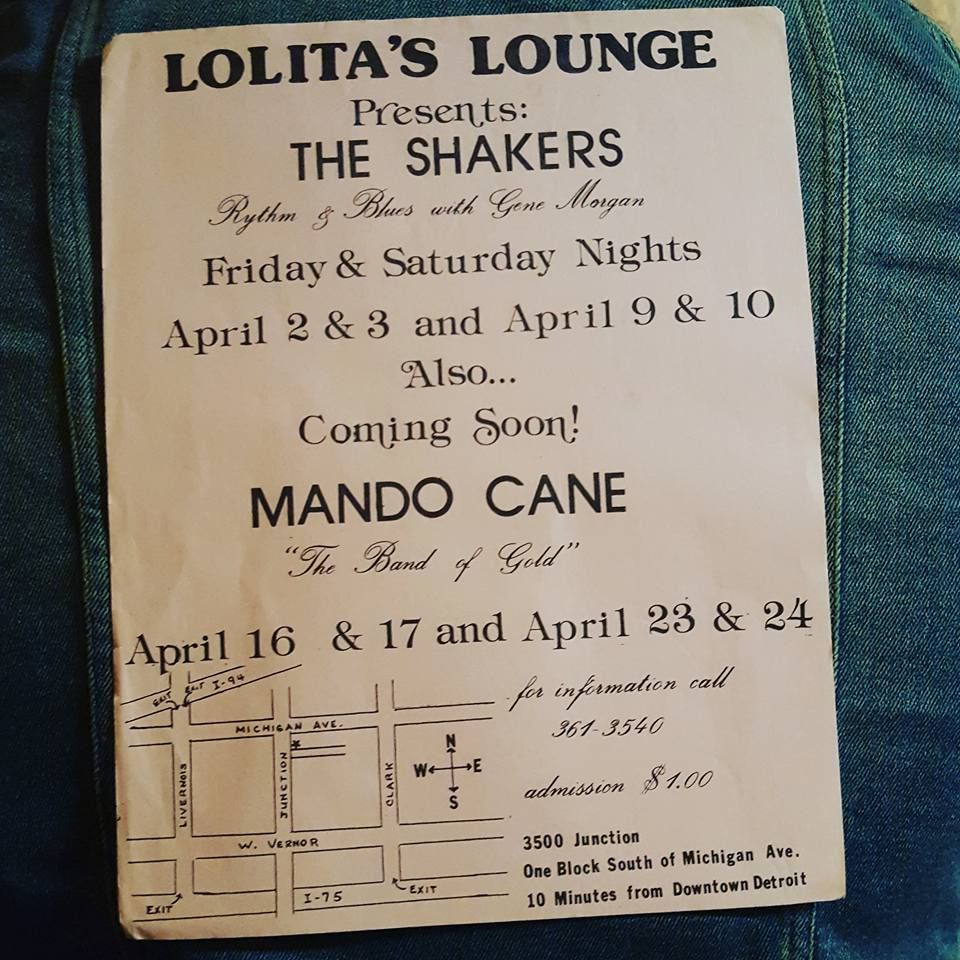 LOLITA'S LOUNGE
Presents:
THE SHAKERS
Rythm & Blues with Gene Morgan
Friday & Saturday Nights
April 2 & 3 and April 9 & 10
Also...
Coming Soon!
MANDO CANE
"The Band of Gold"
April 16 & 17 and April 23 & 24
EXIT EXIT I-94
MICHIGAN AVE.
LIVERNOIS
JUNCTION
CLARK
N
W E
S
W. VERNOR
EXIT
I-75
EXIT
for information call
361-3540
admission $1.00
3500 Junction
One Block South of Michigan Ave.
10 Minutes from Downtown Detroit